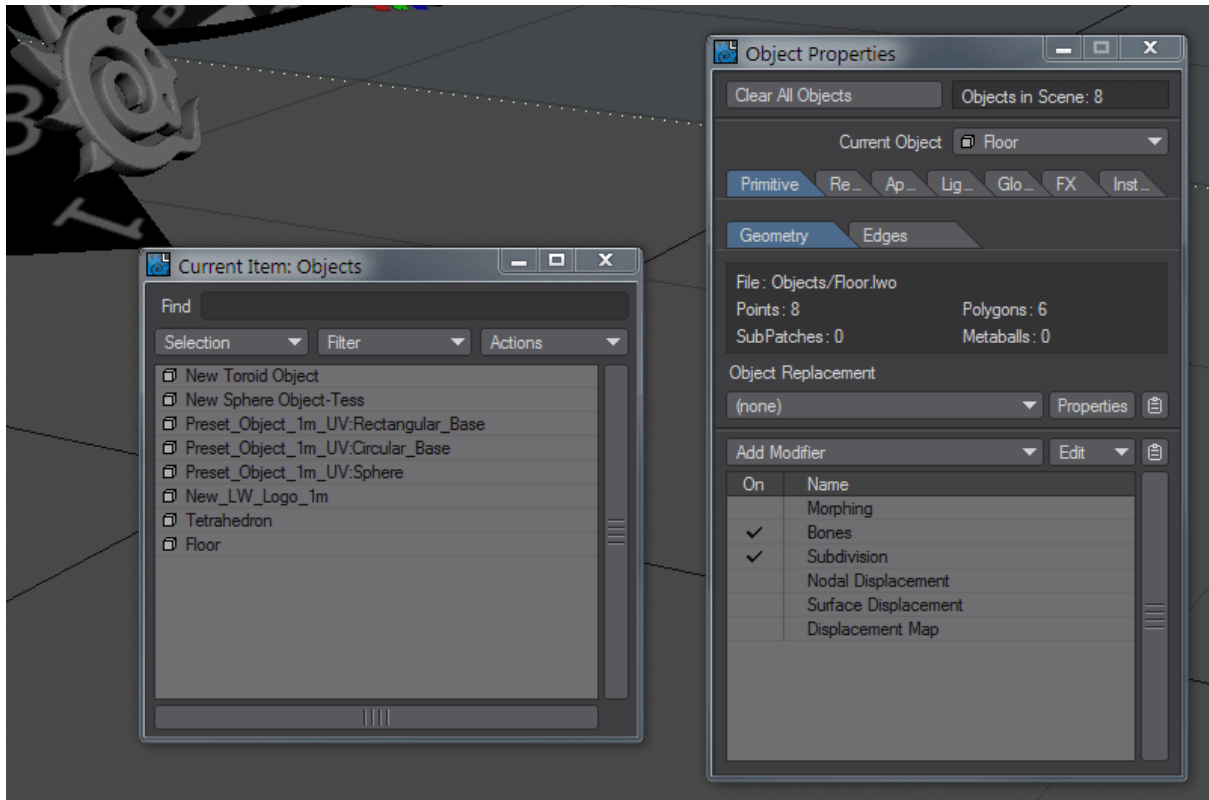 Current Item: Objects
Find
Selection Filter Actions
New Toroid Object
New Sphere Object-Tess
Preset_Object_1m_UV:Rectangular_Base
Preset_Object_1m_UV:Circular_Base
Preset_Object_1m_UV:Sphere
New_LW_Logo_1m
Tetrahedron
Floor
Object Properties
Clear All Objects Objects in Scene: 8
Current Object Floor
Primitive Re... Ap... Lig... Glo... FX Inst...
Geometry Edges
File : Objects/Floor.lwo
Points : 8 Polygons : 6
SubPatches : 0 Metaballs : 0
Object Replacement
(none) Properties
Add Modifier Edit
On Name
Morphing
Bones
Subdivision
Nodal Displacement
Surface Displacement
Displacement Map
1